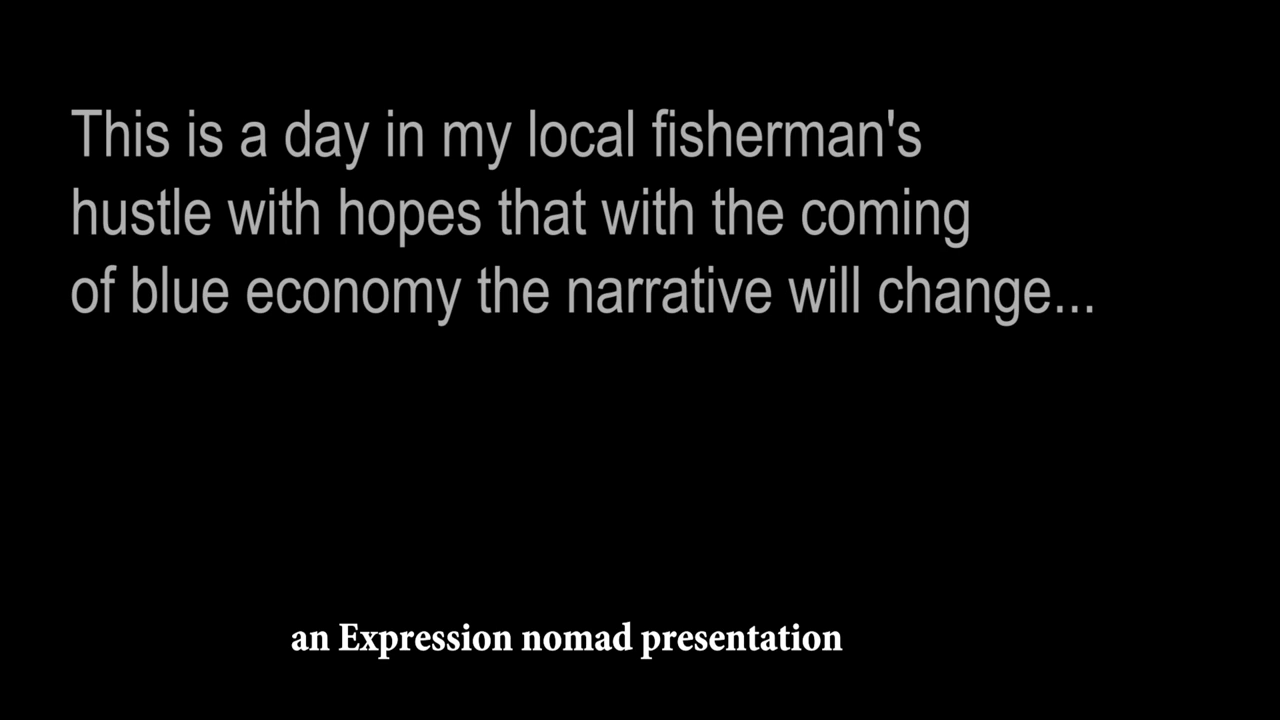 This is a day in my local fisherman's
hustle with hopes that with the coming
of blue economy the narrative will change...
an Expression nomad presentation